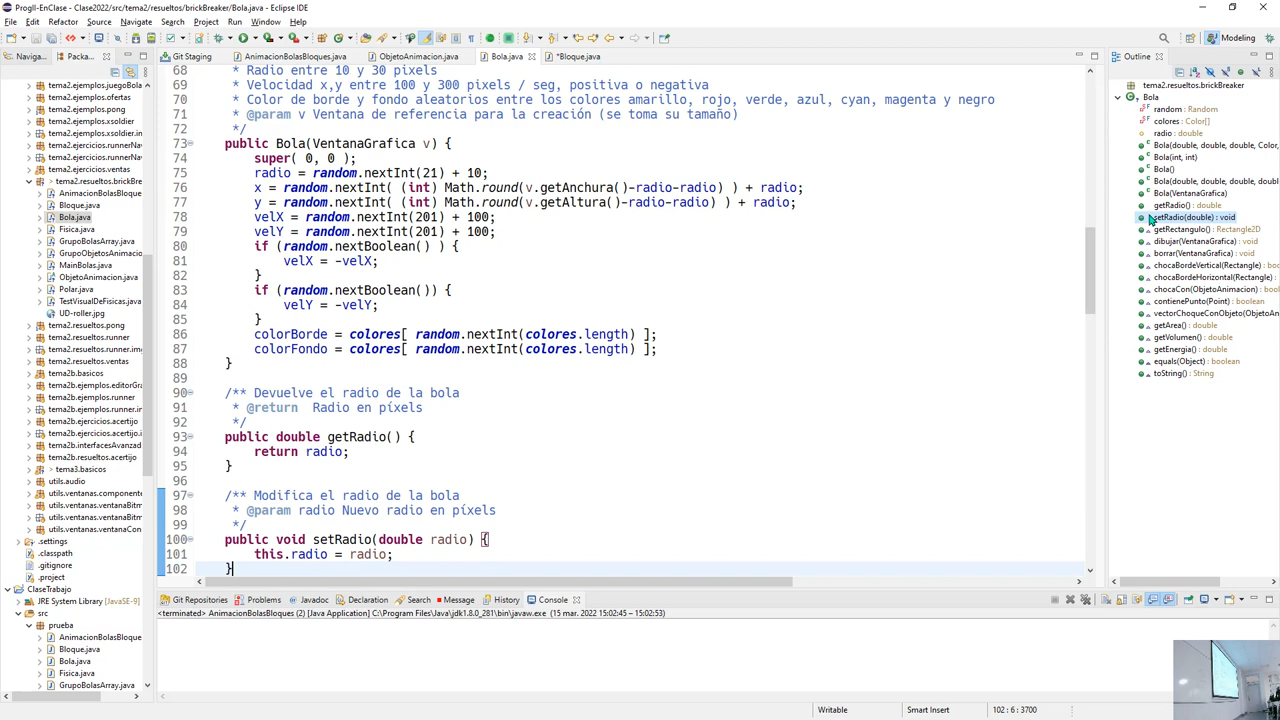 ProgII-EnClase - Clase2022/src/tema2/resueltos/brickBreaker/Bola.java - Eclipse IDE
File Edit Refactor Source Navigate Search Project Run Window Help
Modeling
Naviga... Packa...
Git Staging AnimacionBolasBloques.java ObjetoAnimacion.java Bola.java *Bloque.java
Outline
tema2.ejemplos.juegoBola
tema2.ejemplos.ofertas
tema2.ejemplos.pong
tema2.ejemplos.xsoldier
tema2.ejercicios.xsoldier.im
tema2.ejercicios.runnerNav
tema2.ejercicios.runnerNav
tema2.ejercicios.ventas
> tema2.resueltos.brickBrea
AnimacionBolasBloque
Bloque.java
Bola.java
Fisica.java
GrupoBolasArray.java
GrupoObjetosAnimacio
MainBolas.java
ObjetoAnimacion.java
Polar.java
TestVisualDeFisicas.java
UD-roller.jpg
tema2.resueltos.pong
tema2.resueltos.runner
tema2.resueltos.runner.img
tema2.resueltos.ventas
tema2b.basicos
tema2b.ejemplos.editorGra
tema2b.ejemplos.runner
tema2b.ejemplos.runner.im
tema2b.ejercicios.acertijo
tema2b.ejercicios.acertijo.i
tema2b.interfacesAvanzad
tema2b.resueltos.acertijo
> tema3.basicos
utils.audio
utils.ventanas.componente
utils.ventanas.ventanaBitm
utils.ventanas.ventanaBitm
utils.ventanas.ventanaCon
.settings
.classpath
.gitignore
.project
ClaseTrabajo
JRE System Library [JavaSE-9]
src
prueba
AnimacionBolasBloque
Bloque.java
Bola.java
Fisica.java
GrupoBolasArray.java
68 * Radio entre 10 y 30 pixels
69 * Velocidad x,y entre 100 y 300 pixels / seg, positiva o negativa
70 * Color de borde y fondo aleatorios entre los colores amarillo, rojo, verde, azul, cyan, magenta y negro
71 * @param v Ventana de referencia para la creación (se toma su tamaño)
72 */
73 public Bola(VentanaGrafica v) {
74 super( 0, 0 );
75 radio = random.nextInt(21) + 10;
76 x = random.nextInt( (int) Math.round(v.getAnchura()-radio-radio) ) + radio;
77 y = random.nextInt( (int) Math.round(v.getAltura()-radio-radio) ) + radio;
78 velX = random.nextInt(201) + 100;
79 velY = random.nextInt(201) + 100;
80 if (random.nextBoolean() ) {
81 velX = -velX;
82 }
83 if (random.nextBoolean()) {
84 velY = -velY;
85 }
86 colorBorde = colores[ random.nextInt(colores.length) ];
87 colorFondo = colores[ random.nextInt(colores.length) ];
88 }
89
90 /** Devuelve el radio de la bola
91 * @return Radio en píxels
92 */
93 public double getRadio() {
94 return radio;
95 }
96
97 /** Modifica el radio de la bola
98 * @param radio Nuevo radio en píxels
99 */
100 public void setRadio(double radio) {
101 this.radio = radio;
102 }
tema2.resueltos.brickBreaker
Bola
random : Random
colores : Color[]
radio : double
Bola(double, double, double, Color,
Bola(int, int)
Bola()
Bola(double, double, double, double
Bola(VentanaGrafica)
getRadio() : double
setRadio(double) : void
getRectangulo() : Rectangle2D
dibujar(VentanaGrafica) : void
borrar(VentanaGrafica) : void
chocaBordeVertical(Rectangle) : boo
chocaBordeHorizontal(Rectangle) :
chocaCon(ObjetoAnimacion) : bool
contienePunto(Point) : boolean
vectorChoqueConObjeto(ObjetoAn
getArea() : double
getVolumen() : double
getEnergia() : double
equals(Object) : boolean
toString() : String
Git Repositories Problems Javadoc Declaration Search Message History Console
<terminated> AnimacionBolasBloques (2) [Java Application] C:\Program Files\Java\jdk1.8.0_281\bin\javaw.exe (15 mar. 2022 15:02:45 – 15:02:53)
Writable Smart Insert 102 : 6 : 3700